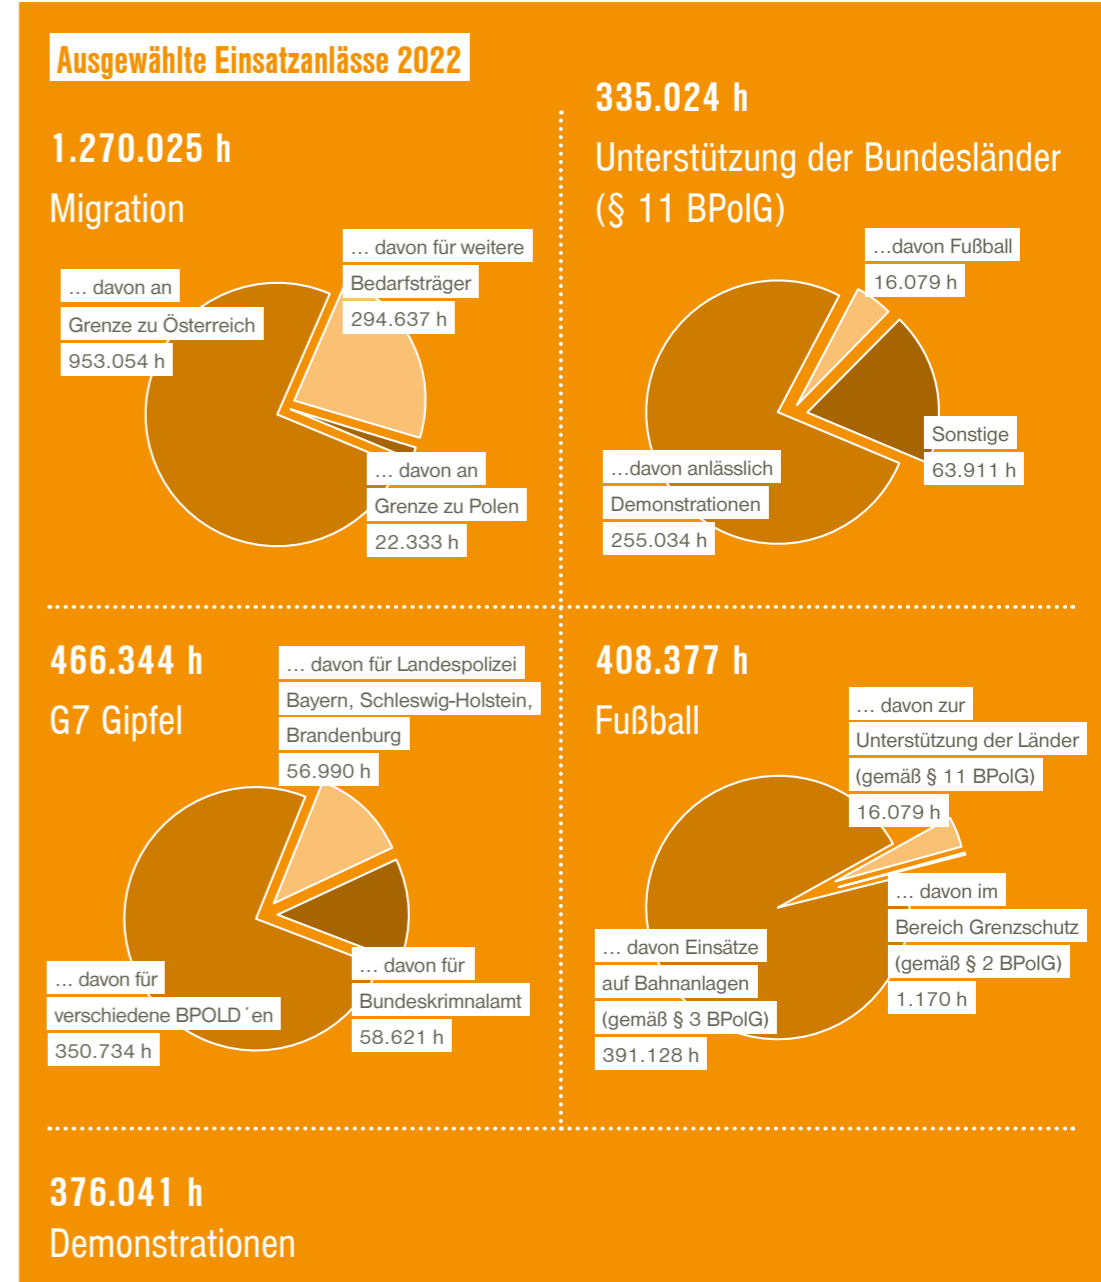 Ausgewählte Einsatzanlässe 2022
1.270.025 h
Migration
… davon an
Grenze zu Österreich
953.054 h
… davon für weitere
Bedarfsträger
294.637 h
… davon an
Grenze zu Polen
22.333 h
335.024 h
Unterstützung der Bundesländer
(§ 11 BPolG)
…davon Fußball
16.079 h
Sonstige
63.911 h
…davon anlässlich
Demonstrationen
255.034 h
466.344 h
G7 Gipfel
… davon für Landespolizei
Bayern, Schleswig-Holstein,
Brandenburg
56.990 h
… davon für
verschiedene BPOLD´en
350.734 h
… davon für
Bundeskrimnalamt
58.621 h
408.377 h
Fußball
… davon zur
Unterstützung der Länder
(gemäß § 11 BPolG)
16.079 h
… davon im
Bereich Grenzschutz
(gemäß § 2 BPolG)
1.170 h
… davon Einsätze
auf Bahnanlagen
(gemäß § 3 BPolG)
391.128 h
376.041 h
Demonstrationen